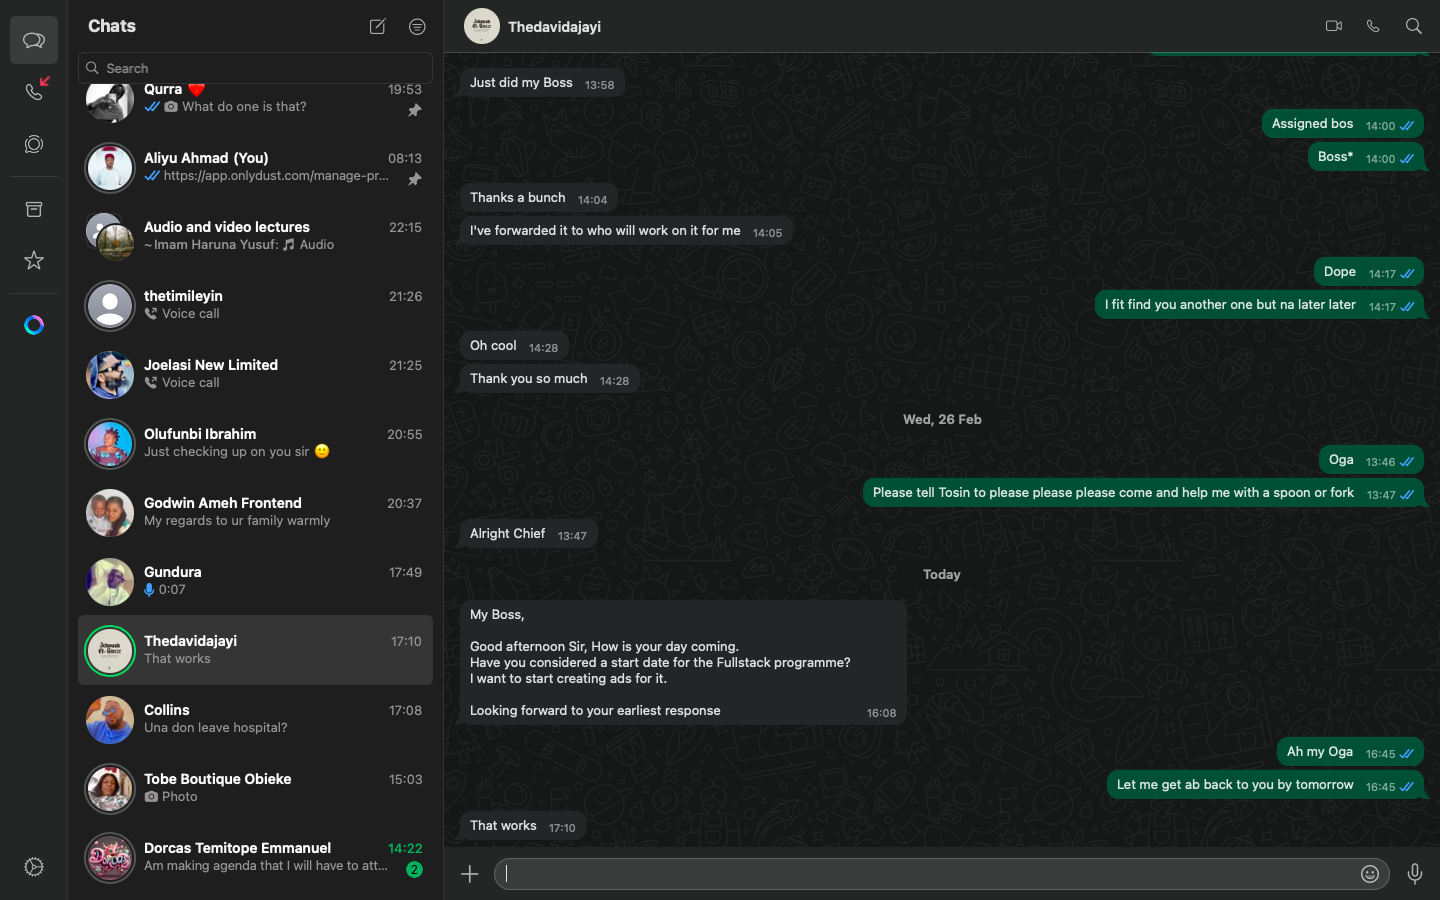 Chats
Search
Qurra ❤️
19:53
What do one is that?
Aliyu Ahmad (You)
08:13
https://app.onlydust.com/manage-pr...
Audio and video lectures
22:15
~Imam Haruna Yusuf: 🎵 Audio
thetimileyin
21:26
Voice call
Joelasi New Limited
21:25
Voice call
Olufunbi Ibrahim
20:55
Just checking up on you sir 🙂
Godwin Ameh Frontend
20:37
My regards to ur family warmly
Gundura
17:49
0:07
Thedavidajayi
17:10
That works
Collins
17:08
Una don leave hospital?
Tobe Boutique Obieke
15:03
Photo
Dorcas Temitope Emmanuel
14:22
Am making agenda that I will have to att...
2
Thedavidajayi
Just did my Boss 13:58
Assigned bos 14:00
Boss* 14:00
Thanks a bunch 14:04
I've forwarded it to who will work on it for me 14:05
Dope 14:17
I fit find you another one but na later later 14:17
Oh cool 14:28
Thank you so much 14:28
Wed, 26 Feb
Oga 13:46
Please tell Tosin to please please please come and help me with a spoon or fork 13:47
Alright Chief 13:47
Today
My Boss,
Good afternoon Sir, How is your day coming.
Have you considered a start date for the Fullstack programme?
I want to start creating ads for it.
Looking forward to your earliest response 16:08
Ah my Oga 16:45
Let me get ab back to you by tomorrow 16:45
That works 17:10